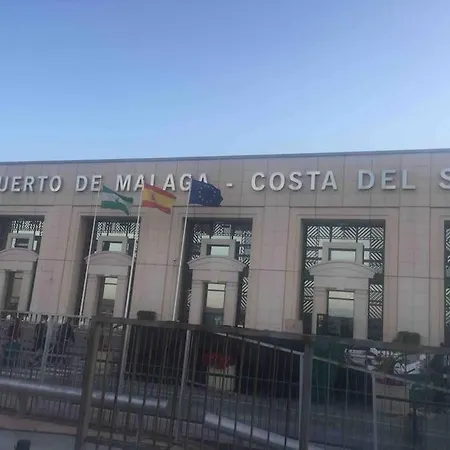 UERTO DE MALAGA - COSTA DEL S